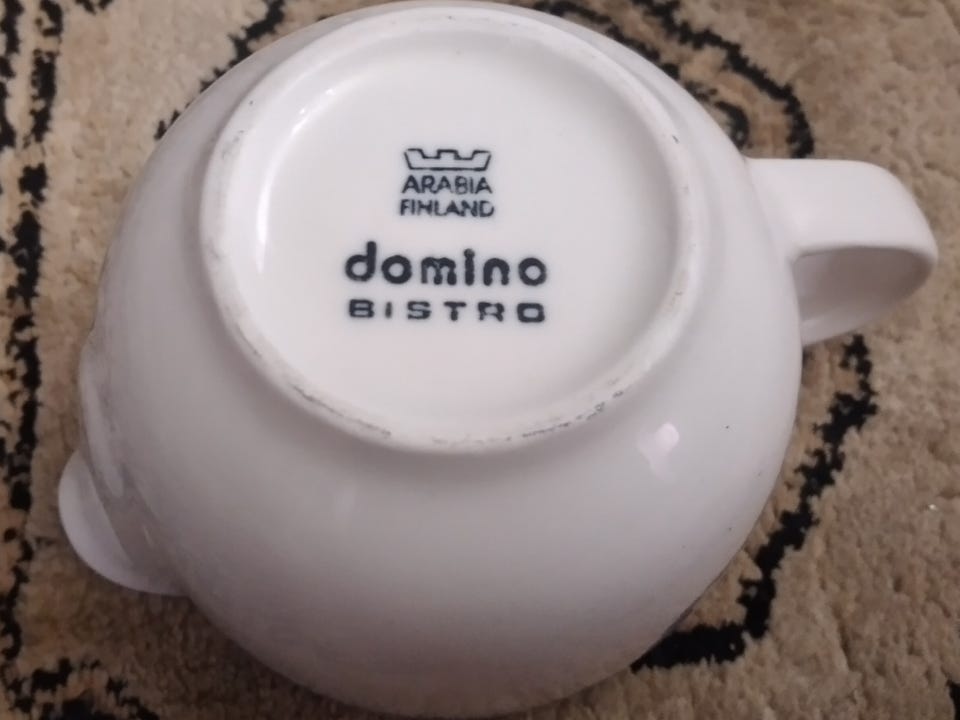 ARABIA
FINLAND
domino
BISTRO